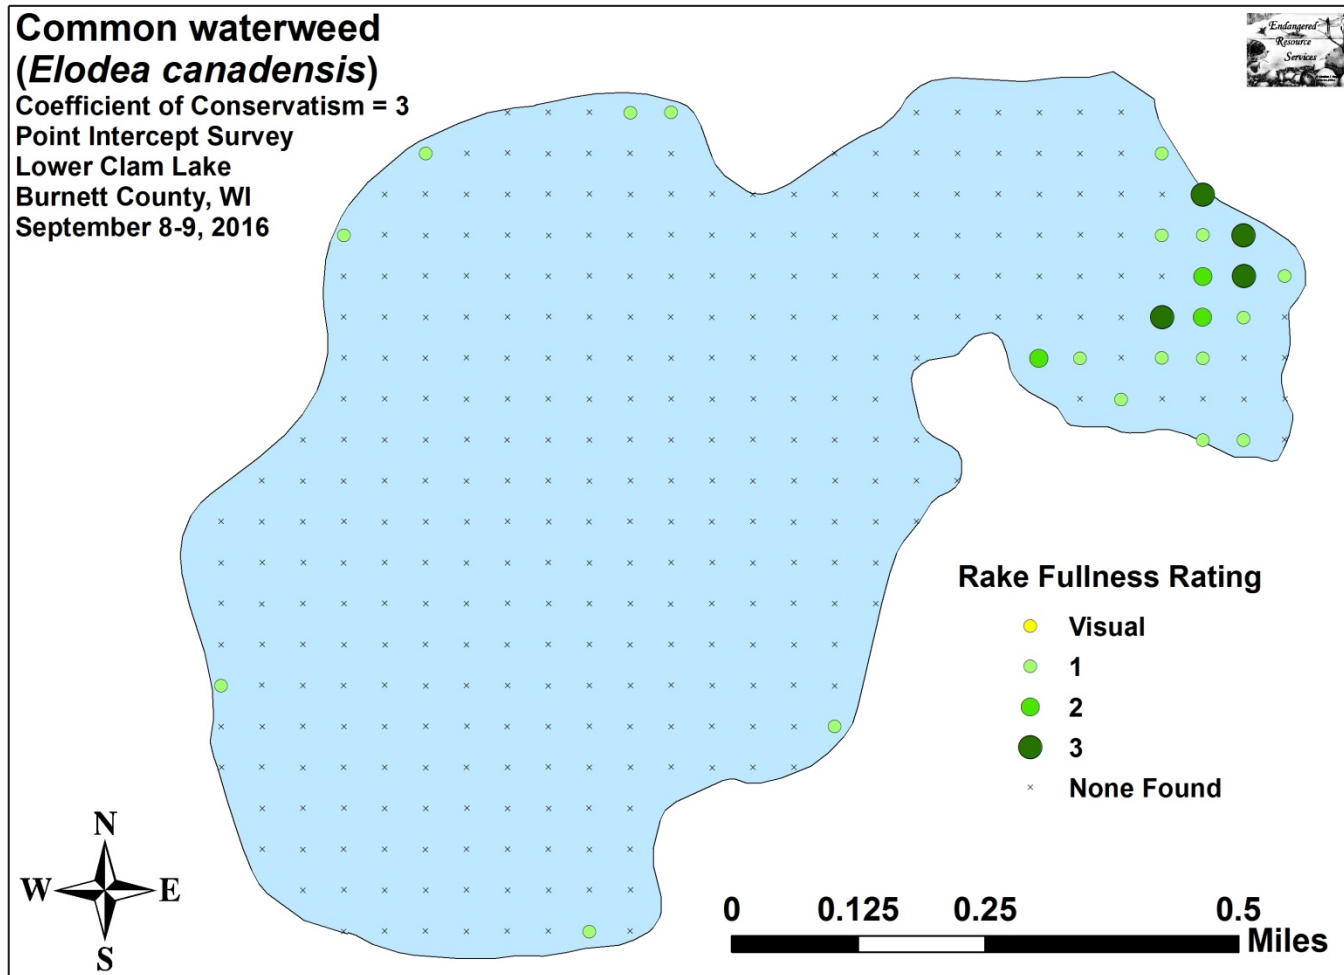 Common waterweed
(Elodea canadensis)
Coefficient of Conservatism = 3
Point Intercept Survey
Lower Clam Lake
Burnett County, WI
September 8-9, 2016
Endangered
Resource
Services
Rake Fullness Rating
Visual
1
2
3
None Found
N
W E
S
0 0.125 0.25 0.5
Miles